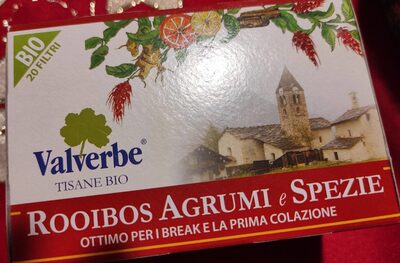 BIO
20 FILTRI
Valverbe®
TISANE BIO
ROOIBOS AGRUMI e SPEZIE
OTTIMO PER I BREAK E LA PRIMA COLAZIONE